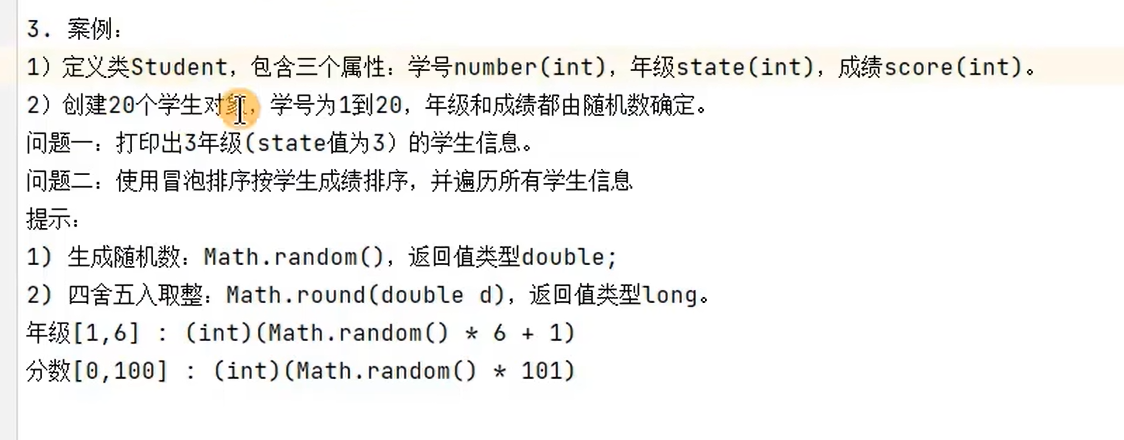 3. 案例：
1）定义类Student，包含三个属性：学号number(int)，年级state(int)，成绩score(int)。
2）创建20个学生对象，学号为1到20，年级和成绩都由随机数确定。
问题一：打印出3年级(state值为3）的学生信息。
问题二：使用冒泡排序按学生成绩排序，并遍历所有学生信息
提示：
1) 生成随机数：Math.random()，返回值类型double;
2) 四舍五入取整：Math.round(double d)，返回值类型long。
年级[1,6] : (int)(Math.random() * 6 + 1)
分数[0,100] : (int)(Math.random() * 101)